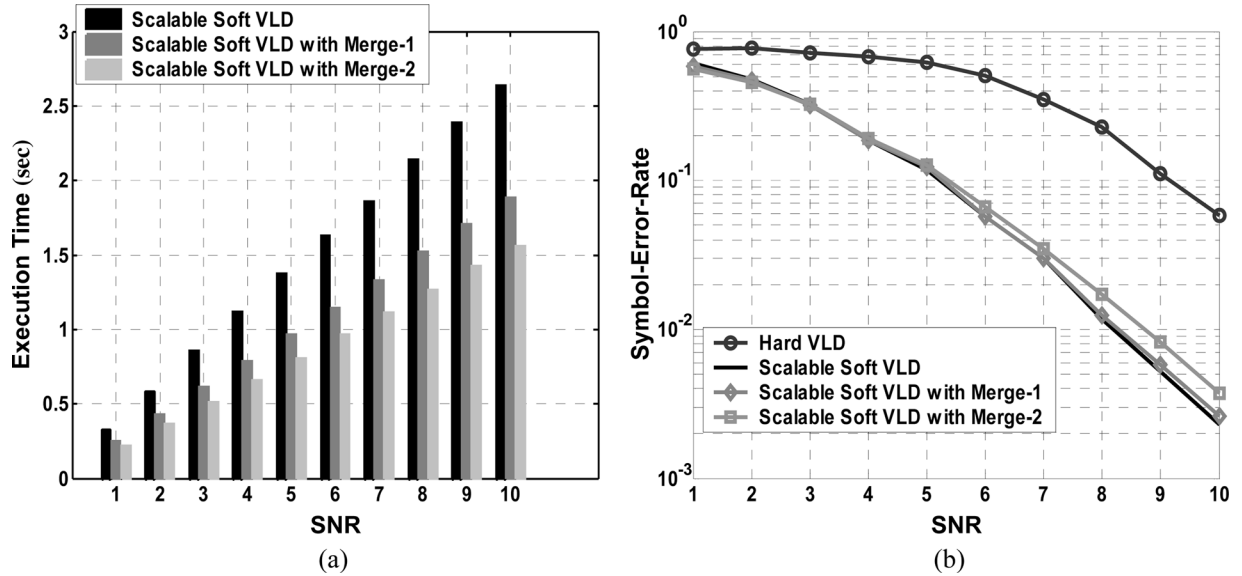 Scalable Soft VLD
Scalable Soft VLD with Merge-1
Scalable Soft VLD with Merge-2
Execution Time (sec)
3
2.5
2
1.5
1
0.5
0
1 2 3 4 5 6 7 8 9 10
SNR
(a)
Symbol-Error-Rate
10^0
10^-1
10^-2
10^-3
Hard VLD
Scalable Soft VLD
Scalable Soft VLD with Merge-1
Scalable Soft VLD with Merge-2
1 2 3 4 5 6 7 8 9 10
SNR
(b)